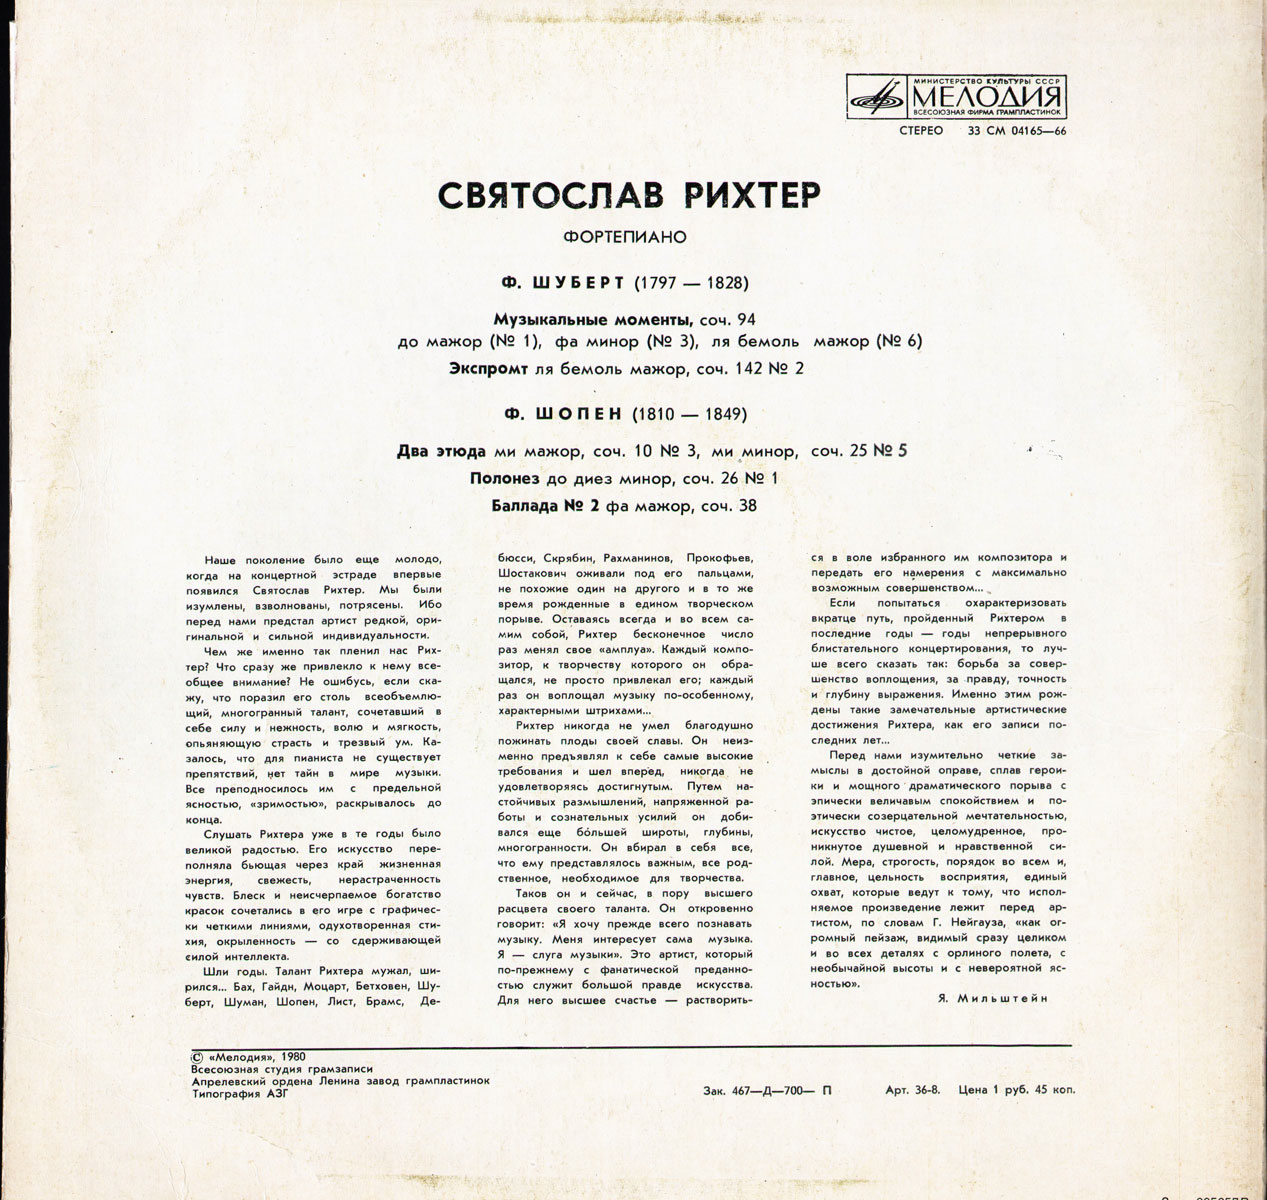 МИНИСТЕРСТВО КУЛЬТУРЫ СССР
МЕЛОДИЯ
ВСЕСОЮЗНАЯ ФИРМА ГРАМПЛАСТИНОК
СТЕРЕО 33 СМ 04165—66
СВЯТОСЛАВ РИХТЕР
ФОРТЕПИАНО
Ф. ШУБЕРТ (1797 — 1828)
Музыкальные моменты, соч. 94
до мажор (№ 1), фа минор (№ 3), ля бемоль мажор (№ 6)
Экспромт ля бемоль мажор, соч. 142 № 2
Ф. ШОПЕН (1810 — 1849)
Два этюда ми мажор, соч. 10 № 3, ми минор, соч. 25 № 5
Полонез до диез минор, соч. 26 № 1
Баллада № 2 фа мажор, соч. 38
Наше поколение было еще молодо,
когда на концертной эстраде впервые
появился Святослав Рихтер. Мы были
изумлены, взволнованы, потрясены. Ибо
перед нами предстал артист редкой, ори-
гинальной и сильной индивидуальности.
Чем же именно так пленил нас Рих-
тер? Что сразу же привлекло к нему все-
общее внимание? Не ошибусь, если ска-
жу, что поразил его столь всеобъемлю-
щий, многогранный талант, сочетавший в
себе силу и нежность, волю и мягкость,
опьяняющую страсть и трезвый ум. Ка-
залось, что для пианиста не существует
препятствий, нет тайн в мире музыки.
Все преподносилось им с предельной
ясностью, «зримостью», раскрывалось до
конца.
Слушать Рихтера уже в те годы было
великой радостью. Его искусство пере-
полняла бьющая через край жизненная
энергия, свежесть, нерастраченность
чувств. Блеск и неисчерпаемое богатство
красок сочетались в его игре с графичес-
ки четкими линиями, одухотворенная сти-
хия, окрыленность — со сдерживающей
силой интеллекта.
Шли годы. Талант Рихтера мужал, ши-
рился... Бах, Гайдн, Моцарт, Бетховен, Шу-
берт, Шуман, Шопен, Лист, Брамс, Де-
бюсси, Скрябин, Рахманинов, Прокофьев,
Шостакович оживали под его пальцами,
не похожие один на другого и в то же
время рожденные в едином творческом
порыве. Оставаясь всегда и во всем са-
мим собой, Рихтер бесконечное число
раз менял свое «амплуа». Каждый компо-
зитор, к творчеству которого он обра-
щался, не просто привлекал его; каждый
раз он воплощал музыку по-особенному,
характерными штрихами...
Рихтер никогда не умел благодушно
пожинать плоды своей славы. Он неиз-
менно предъявлял к себе самые высокие
требования и шел вперед, никогда не
удовлетворяясь достигнутым. Путем на-
стойчивых размышлений, напряженной ра-
боты и сознательных усилий он доби-
вался еще бо́льшей широты, глубины,
многогранности. Он вбирал в себя все,
что ему представлялось важным, все род-
ственное, необходимое для творчества.
Таков он и сейчас, в пору высшего
расцвета своего таланта. Он откровенно
говорит: «Я хочу прежде всего познавать
музыку. Меня интересует сама музыка.
Я — слуга музыки». Это артист, который
по-прежнему с фанатической преданно-
стью служит большой правде искусства.
Для него высшее счастье — растворить-
ся в воле избранного им композитора и
передать его намерения с максимально
возможным совершенством...
Если попытаться охарактеризовать
вкратце путь, пройденный Рихтером в
последние годы — годы непрерывного
блистательного концертирования, то луч-
ше всего сказать так: борьба за совер-
шенство воплощения, за правду, точность
и глубину выражения. Именно этим рож-
дены такие замечательные артистические
достижения Рихтера, как его записи по-
следних лет...
Перед нами изумительно четкие за-
мыслы в достойной оправе, сплав герои-
ки и мощного драматического порыва с
эпически величавым спокойствием и по-
этически созерцательной мечтательностью,
искусство чистое, целомудренное, про-
никнутое душевной и нравственной си-
лой. Мера, строгость, порядок во всем и,
главное, цельность восприятия, единый
охват, которые ведут к тому, что испол-
няемое произведение лежит перед ар-
тистом, по словам Г. Нейгауза, «как ог-
ромный пейзаж, видимый сразу целиком
и во всех деталях с орлиного полета, с
необычайной высоты и с невероятной яс-
ностью».
Я. Мильштейн
© «Мелодия», 1980
Всесоюзная студия грамзаписи
Апрелевский ордена Ленина завод грампластинок
Типография АЗГ
Зак. 467—Д—700— П Арт. 36-8. Цена 1 руб. 45 коп.